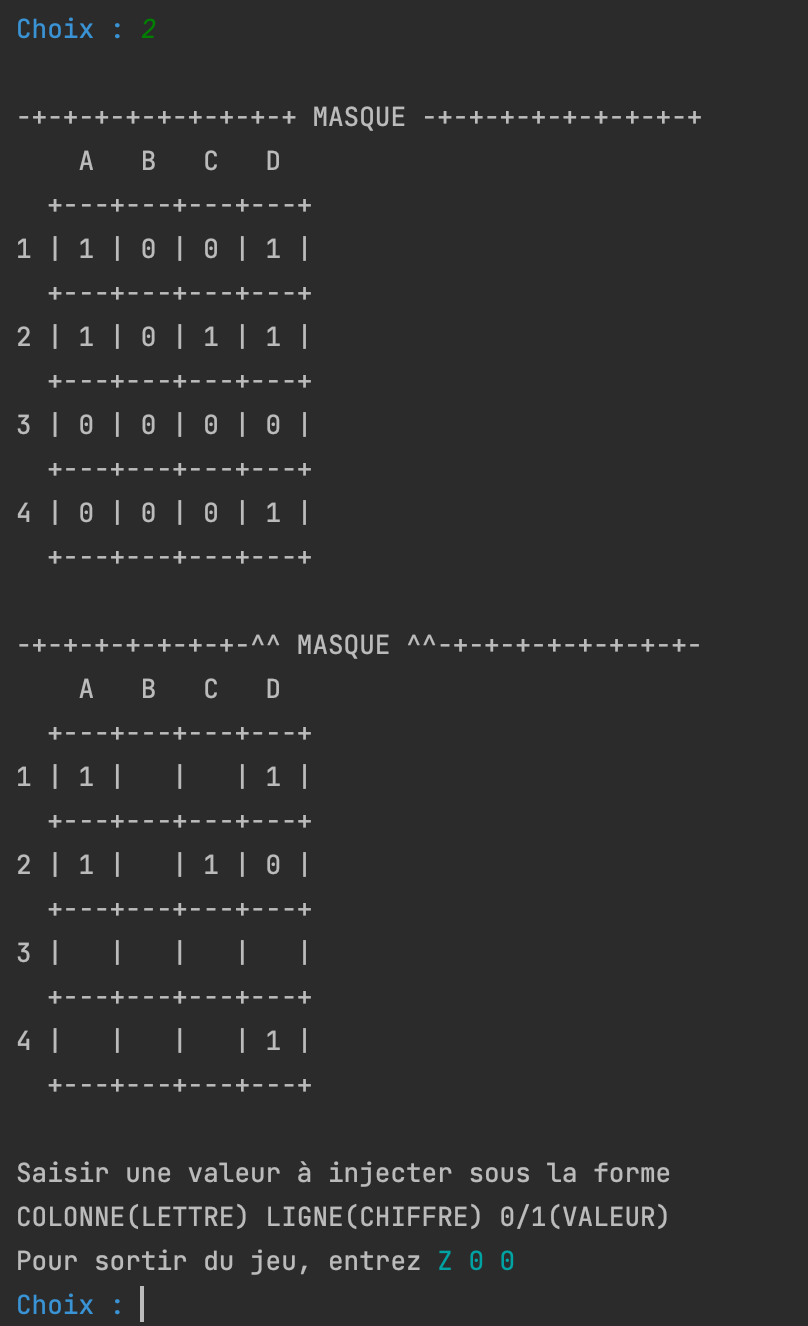 Choix : 2
-+-+-+-+-+-+-+-+-+ MASQUE -+-+-+-+-+-+-+-+-+
    A   B   C   D
  +---+---+---+---+
1 | 1 | 0 | 0 | 1 |
  +---+---+---+---+
2 | 1 | 0 | 1 | 1 |
  +---+---+---+---+
3 | 0 | 0 | 0 | 0 |
  +---+---+---+---+
4 | 0 | 0 | 0 | 1 |
  +---+---+---+---+
-+-+-+-+-+-+-+-^^ MASQUE ^^-+-+-+-+-+-+-+-+-
    A   B   C   D
  +---+---+---+---+
1 | 1 |   |   | 1 |
  +---+---+---+---+
2 | 1 |   | 1 | 0 |
  +---+---+---+---+
3 |   |   |   |   |
  +---+---+---+---+
4 |   |   |   | 1 |
  +---+---+---+---+
Saisir une valeur à injecter sous la forme
COLONNE(LETTRE) LIGNE(CHIFFRE) 0/1(VALEUR)
Pour sortir du jeu, entrez Z 0 0
Choix :